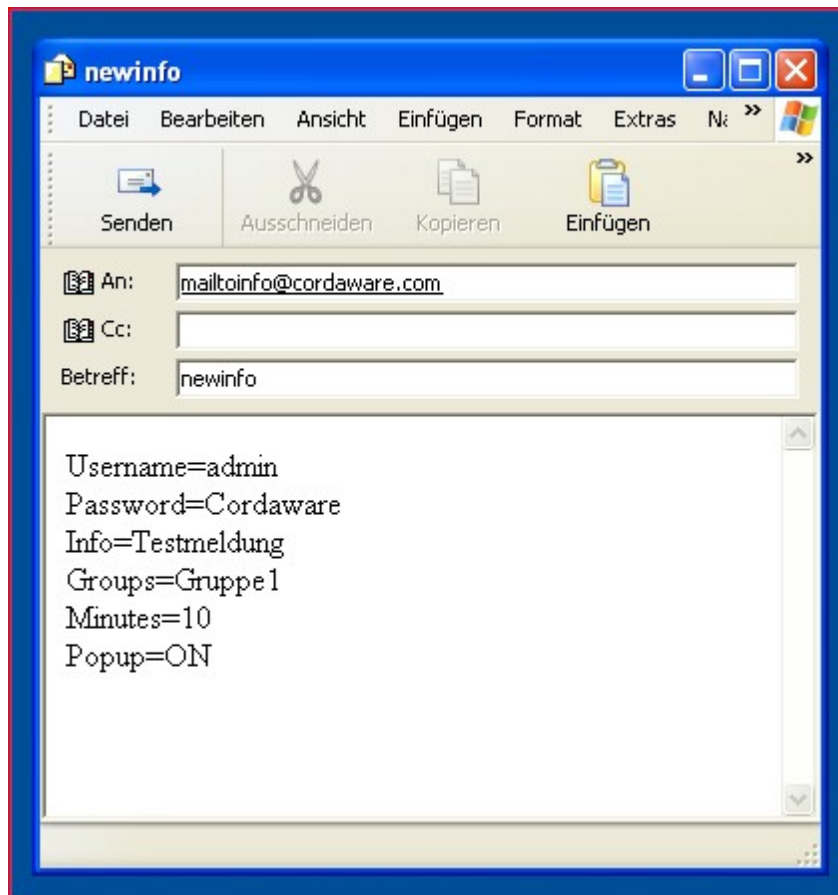 newinfo
Datei Bearbeiten Ansicht Einfügen Format Extras »
»
Senden Ausschneiden Kopieren Einfügen
An: mailtoinfo@cordaware.com
Cc:
Betreff: newinfo
Username=admin
Password=Cordaware
Info=Testmeldung
Groups=Gruppe1
Minutes=10
Popup=ON